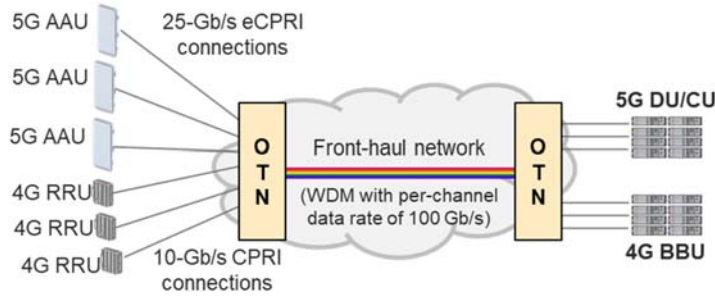 5G AAU
25-Gb/s eCPRI
connections
5G AAU
5G AAU
4G RRU
4G RRU
4G RRU
10-Gb/s CPRI
connections
O
T
N
Front-haul network
(WDM with per-channel
data rate of 100 Gb/s)
O
T
N
5G DU/CU
4G BBU